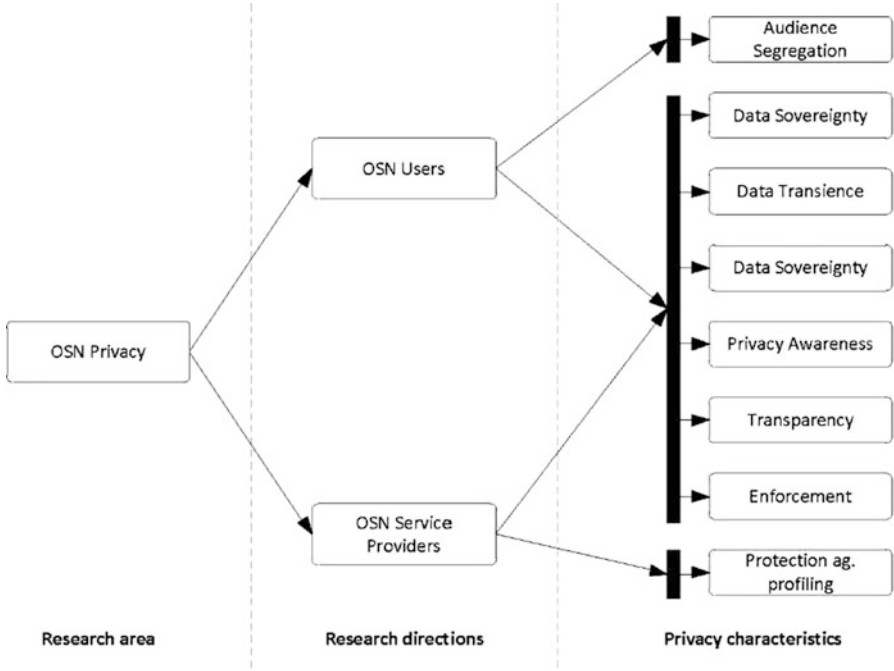 OSN Privacy
OSN Users
OSN Service
Providers
Audience
Segregation
Data Sovereignty
Data Transience
Data Sovereignty
Privacy Awareness
Transparency
Enforcement
Protection ag.
profiling
Research area
Research directions
Privacy characteristics